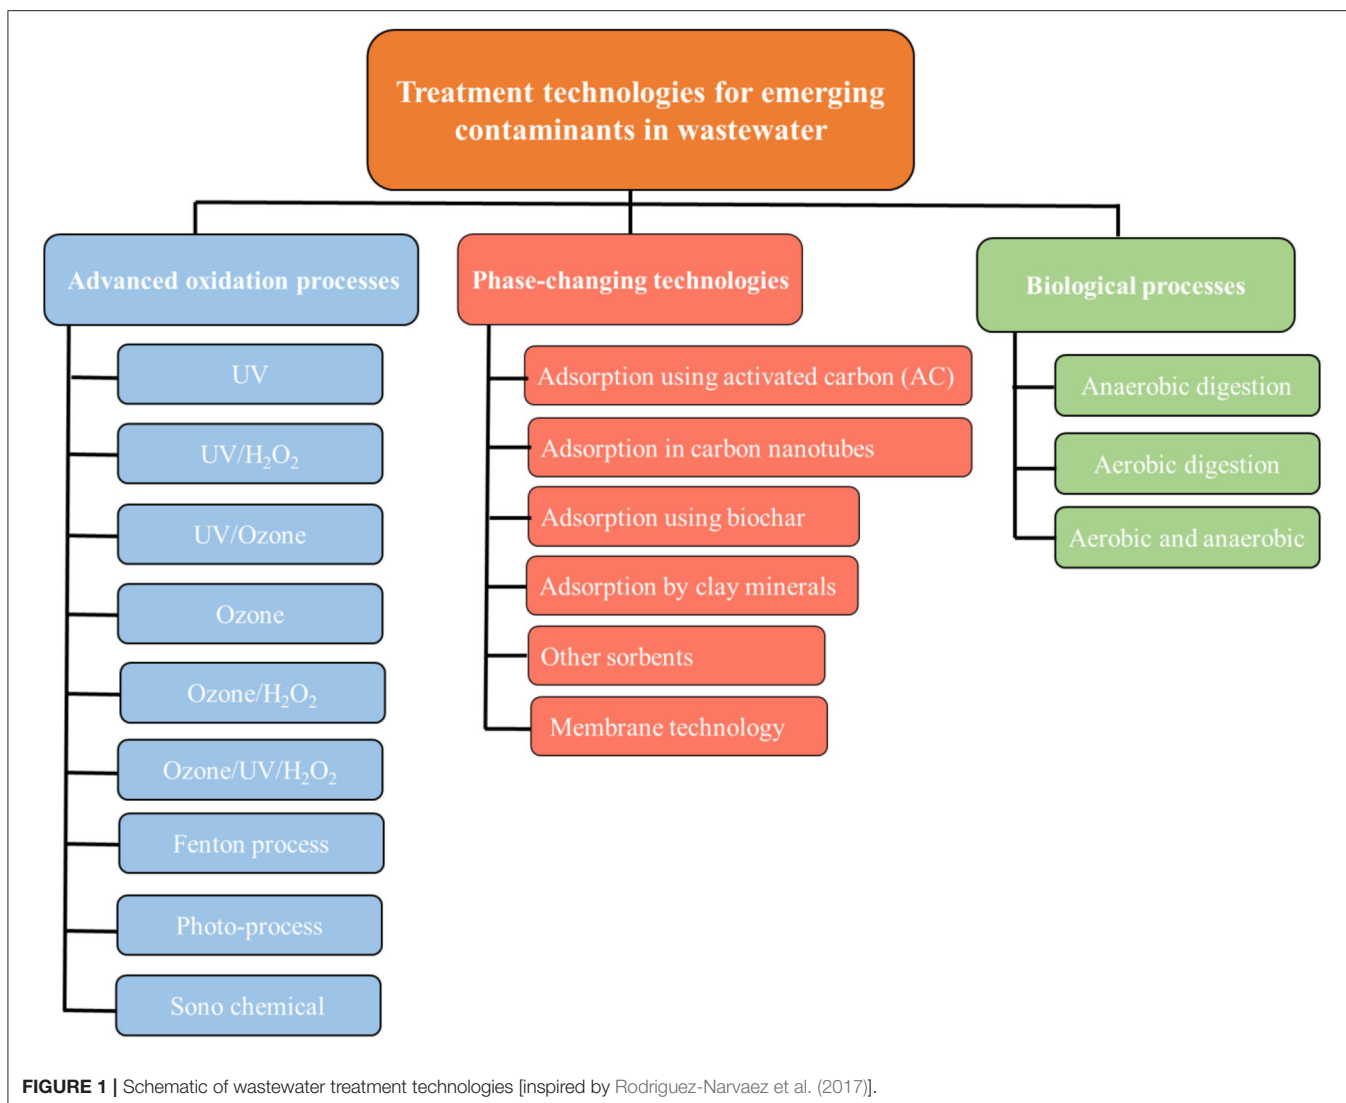 Treatment technologies for emerging
contaminants in wastewater
Advanced oxidation processes
UV
UV/H₂O₂
UV/Ozone
Ozone
Ozone/H₂O₂
Ozone/UV/H₂O₂
Fenton process
Photo-process
Sono chemical
Phase-changing technologies
Adsorption using activated carbon (AC)
Adsorption in carbon nanotubes
Adsorption using biochar
Adsorption by clay minerals
Other sorbents
Membrane technology
Biological processes
Anaerobic digestion
Aerobic digestion
Aerobic and anaerobic
FIGURE 1 | Schematic of wastewater treatment technologies [inspired by Rodriguez-Narvaez et al. (2017)].